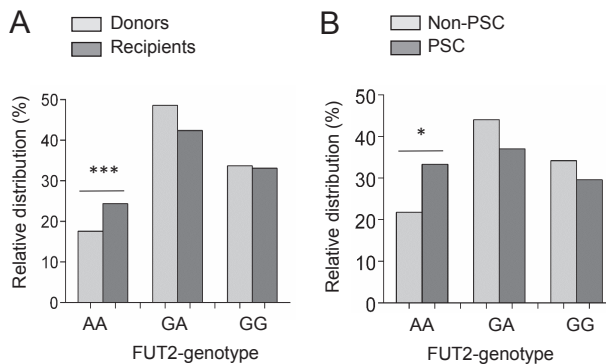 A
Donors
Recipients
Relative distribution (%)
50
40
30
20
10
0
***
AA
GA
GG
FUT2-genotype
B
Non-PSC
PSC
Relative distribution (%)
50
40
30
20
10
0
*
AA
GA
GG
FUT2-genotype